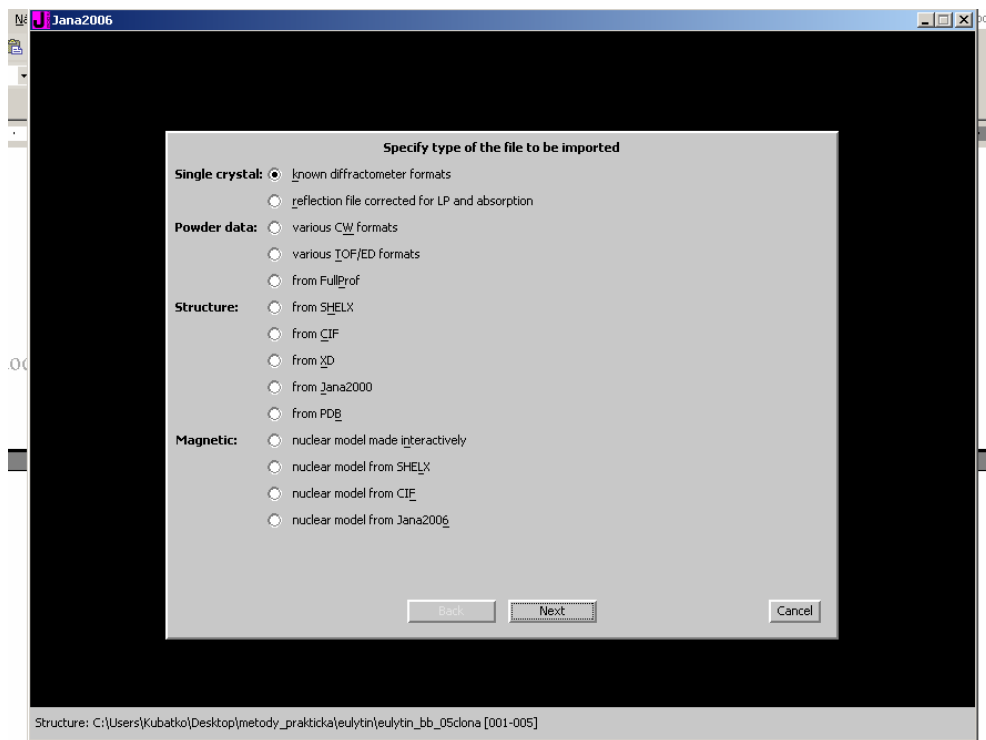 Ná
Jana2006
Specify type of the file to be imported
Single crystal: known diffractometer formats
reflection file corrected for LP and absorption
Powder data: various CW formats
various TOF/ED formats
from FullProf
Structure: from SHELX
from CIF
from XD
from Jana2000
from PDB
Magnetic: nuclear model made interactively
nuclear model from SHELX
nuclear model from CIF
nuclear model from Jana2006
Back Next Cancel
Structure: C:\Users\Kubatko\Desktop\metody_prakticka\eulytin\eulytin_bb_05clona [001-005]